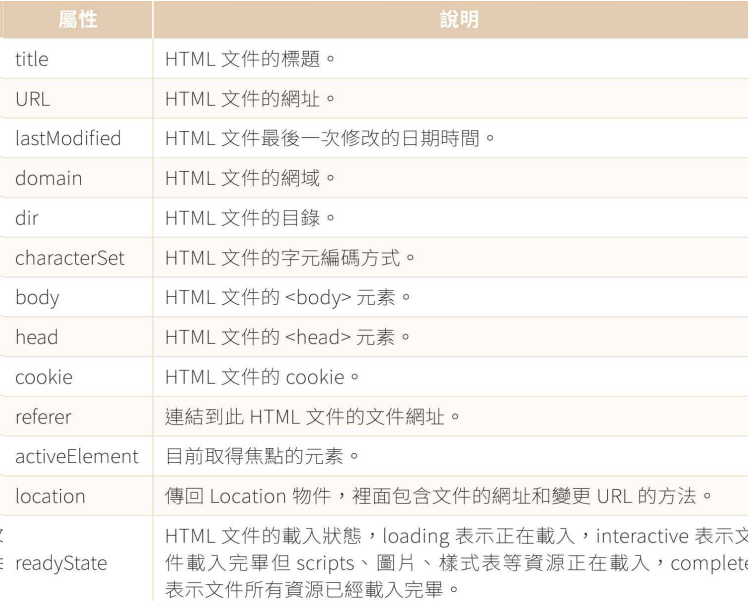 屬性 說明
title HTML 文件的標題。
URL HTML 文件的網址。
lastModified HTML 文件最後一次修改的日期時間。
domain HTML 文件的網域。
dir HTML 文件的目錄。
characterSet HTML 文件的字元編碼方式。
body HTML 文件的 <body> 元素。
head HTML 文件的 <head> 元素。
cookie HTML 文件的 cookie。
referer 連結到此 HTML 文件的文件網址。
activeElement 目前取得焦點的元素。
location 傳回 Location 物件，裡面包含文件的網址和變更 URL 的方法。
HTML 文件的載入狀態，loading 表示正在載入，interactive 表示文
readyState 件載入完畢但 scripts、圖片、樣式表等資源正在載入，complete
表示文件所有資源已經載入完畢。